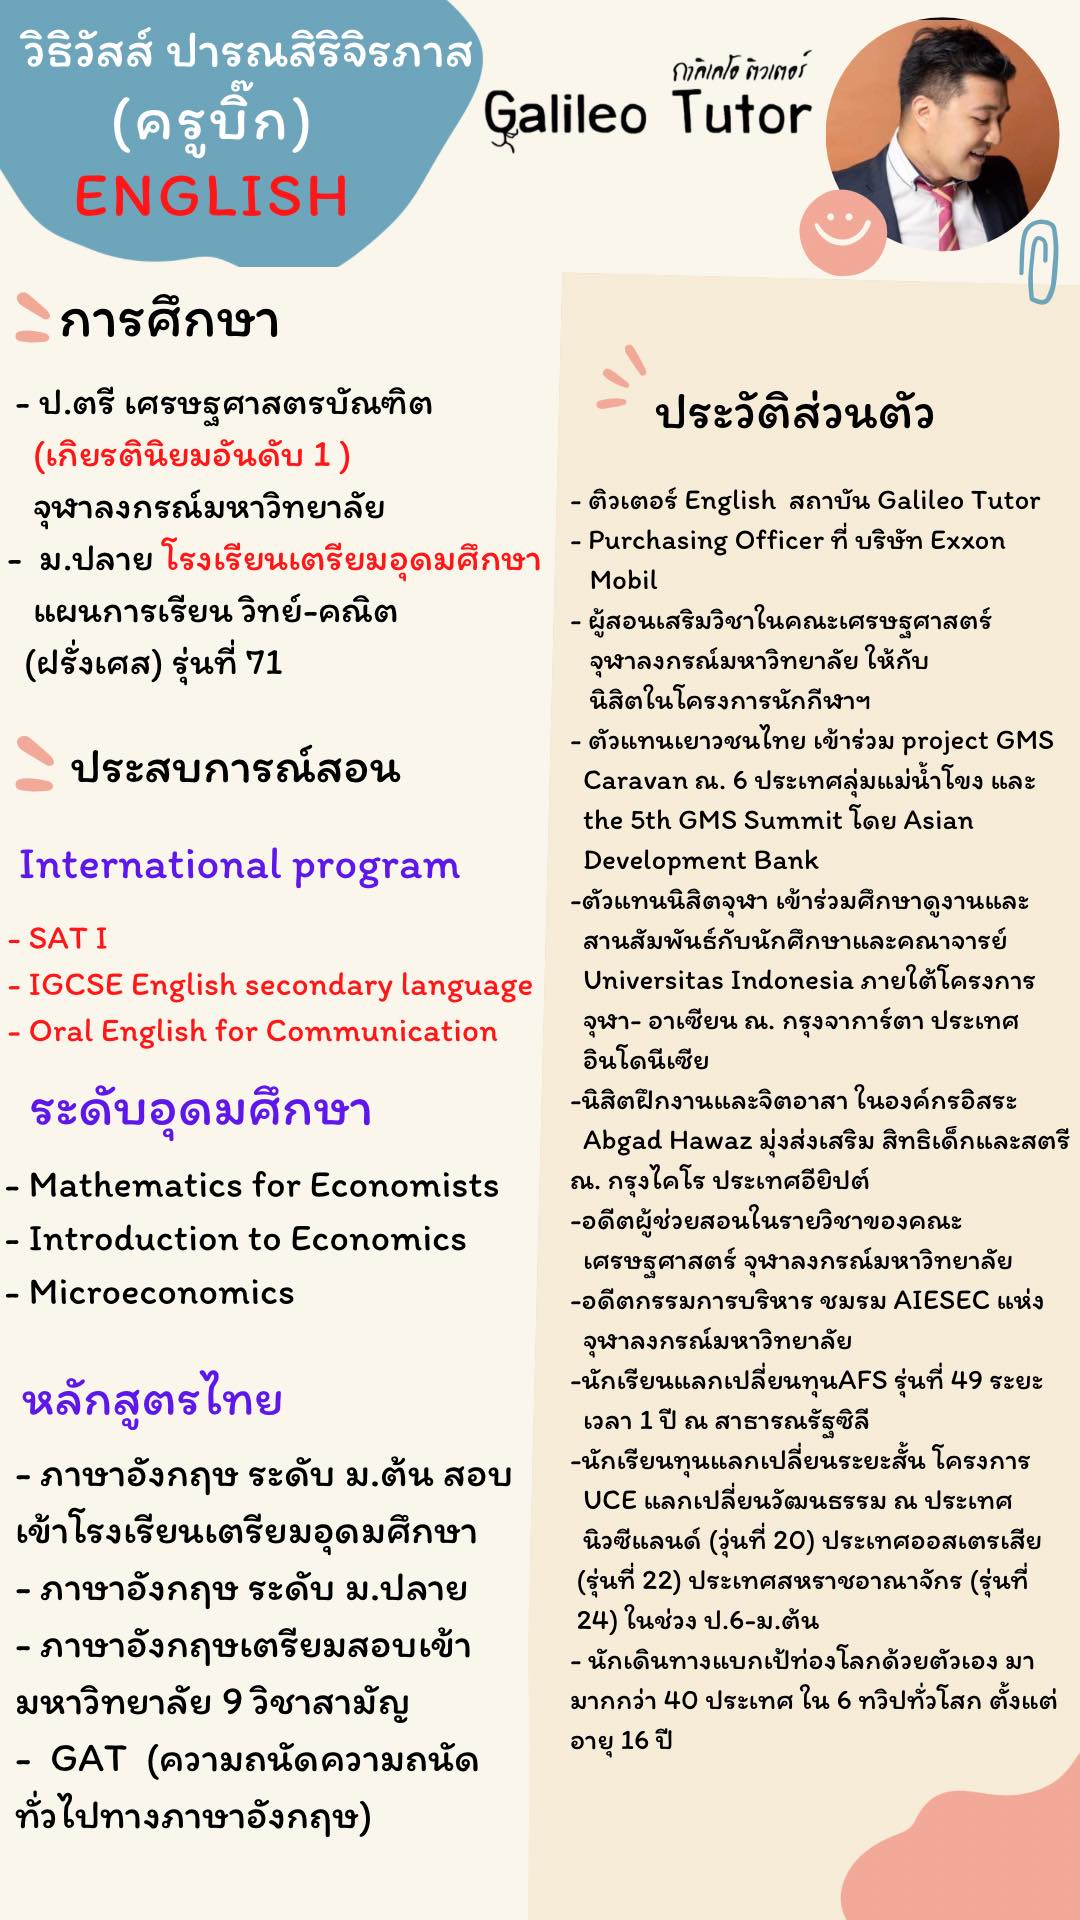 วิธิวัสส์ ปารณสิริจิรภาส
(ครูบิ๊ก)
ENGLISH
กาลิเลโอ ติวเตอร์
Galileo Tutor
การศึกษา
- ป.ตรี เศรษฐศาสตรบัณฑิต
(เกียรตินิยมอันดับ 1 )
จุฬาลงกรณ์มหาวิทยาลัย
- ม.ปลาย โรงเรียนเตรียมอุดมศึกษา
แผนการเรียน วิทย์-คณิต
(ฝรั่งเศส) รุ่นที่ 71
ประสบการณ์สอน
International program
- SAT I
- IGCSE English secondary language
- Oral English for Communication
ระดับอุดมศึกษา
- Mathematics for Economists
- Introduction to Economics
- Microeconomics
หลักสูตรไทย
- ภาษาอังกฤษ ระดับ ม.ต้น สอบ
เข้าโรงเรียนเตรียมอุดมศึกษา
- ภาษาอังกฤษ ระดับ ม.ปลาย
- ภาษาอังกฤษเตรียมสอบเข้า
มหาวิทยาลัย 9 วิชาสามัญ
- GAT (ความถนัดความถนัด
ทั่วไปทางภาษาอังกฤษ)
ประวัติส่วนตัว
- ติวเตอร์ English สถาบัน Galileo Tutor
- Purchasing Officer ที่ บริษัท Exxon
Mobil
- ผู้สอนเสริมวิชาในคณะเศรษฐศาสตร์
จุฬาลงกรณ์มหาวิทยาลัย ให้กับ
นิสิตในโครงการนักกีฬาฯ
- ตัวแทนเยาวชนไทย เข้าร่วม project GMS
Caravan ณ. 6 ประเทศลุ่มแม่น้ำโขง และ
the 5th GMS Summit โดย Asian
Development Bank
-ตัวแทนนิสิตจุฬา เข้าร่วมศึกษาดูงานและ
สานสัมพันธ์กับนักศึกษาและคณาจารย์
Universitas Indonesia ภายใต้โครงการ
จุฬา- อาเซียน ณ. กรุงจาการ์ตา ประเทศ
อินโดนีเซีย
-นิสิตฝึกงานและจิตอาสา ในองค์กรอิสระ
Abgad Hawaz มุ่งส่งเสริม สิทธิเด็กและสตรี
ณ. กรุงไคโร ประเทศอียิปต์
-อดีตผู้ช่วยสอนในรายวิชาของคณะ
เศรษฐศาสตร์ จุฬาลงกรณ์มหาวิทยาลัย
-อดีตกรรมการบริหาร ชมรม AIESEC แห่ง
จุฬาลงกรณ์มหาวิทยาลัย
-นักเรียนแลกเปลี่ยนทุนAFS รุ่นที่ 49 ระยะ
เวลา 1 ปี ณ สาธารณรัฐชิลี
-นักเรียนทุนแลกเปลี่ยนระยะสั้น โครงการ
UCE แลกเปลี่ยนวัฒนธรรม ณ ประเทศ
นิวซีแลนด์ (วุ่นที่ 20) ประเทศออสเตรเสีย
(รุ่นที่ 22) ประเทศสหราชอาณาจักร (รุ่นที่
24) ในช่วง ป.6-ม.ต้น
- นักเดินทางแบกเป้ท่องโลกด้วยตัวเอง มา
มากกว่า 40 ประเทศ ใน 6 ทวิปทั่วโสก ตั้งแต่
อายุ 16 ปี